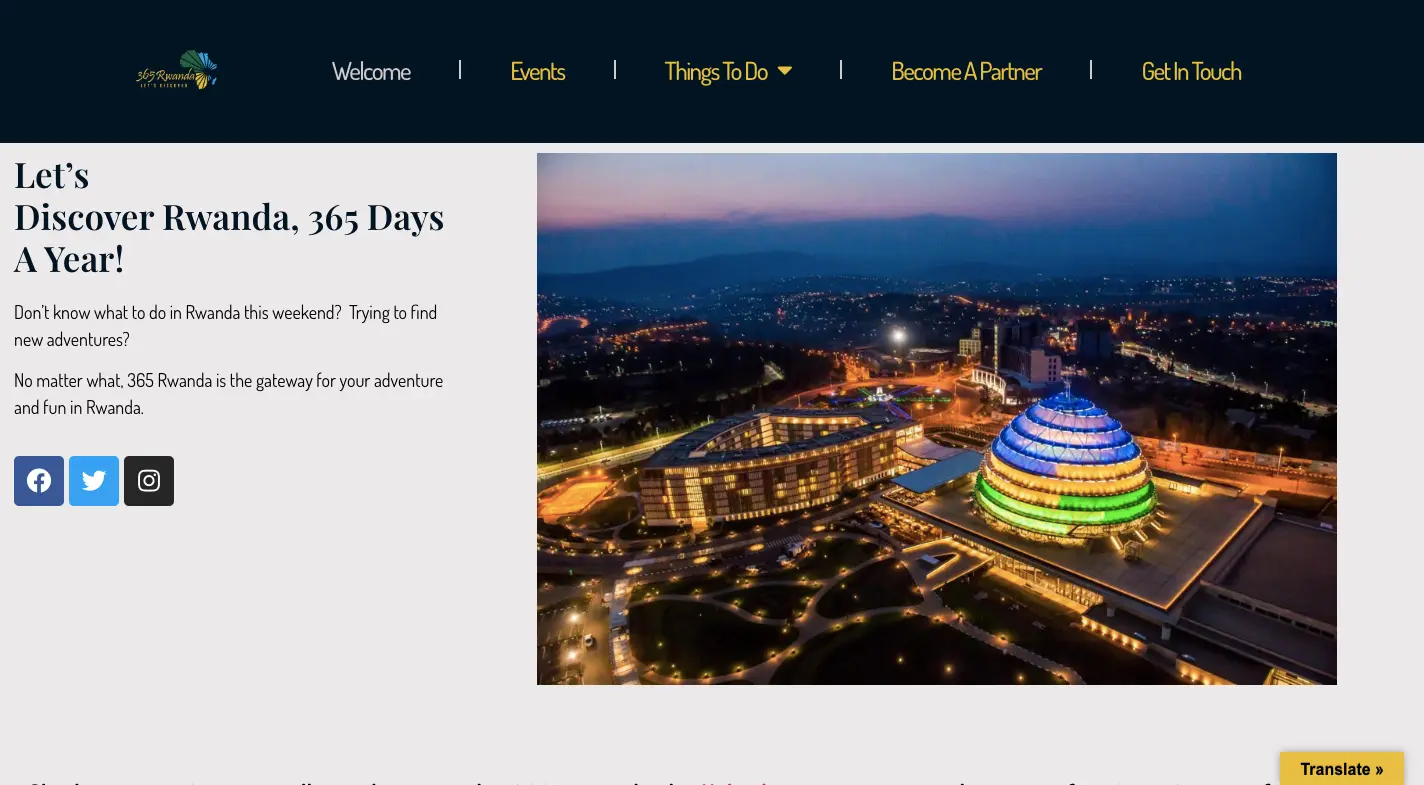 365 Rwanda
LET'S DISCOVER
Welcome
Events
Things To Do
Become A Partner
Get In Touch
Let’s
Discover Rwanda, 365 Days
A Year!
Don’t know what to do in Rwanda this weekend?  Trying to find
new adventures?
No matter what, 365 Rwanda is the gateway for your adventure
and fun in Rwanda.
Translate »